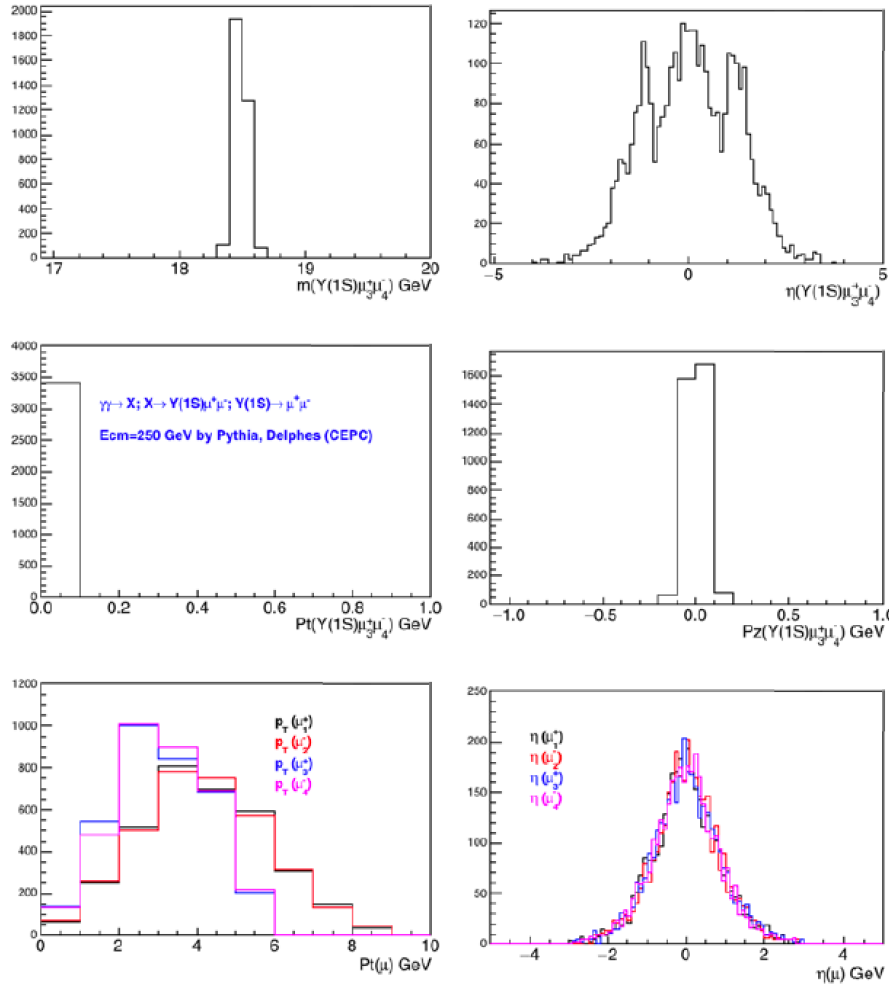 2000
1800
1600
1400
1200
1000
800
600
400
200
0
17 18 19 20
m(Υ(1S)μ₃⁺μ₄⁻) GeV
120
100
80
60
40
20
0
−5 0 5
η(Υ(1S)μ₃⁺μ₄⁻)
4000
3500
3000
2500
2000
1500
1000
500
0
γγ→ X; X→ Υ(1S)μ⁺μ⁻; Υ(1S)→ μ⁺μ⁻
Ecm=250 GeV by Pythia, Delphes (CEPC)
0.0 0.2 0.4 0.6 0.8 1.0
Pt(Υ(1S)μ₃⁺μ₄⁻) GeV
1600
1400
1200
1000
800
600
400
200
0
−1.0 −0.5 0.0 0.5 1.0
Pz(Υ(1S)μ₃⁺μ₄⁻) GeV
1200
1000
800
600
400
200
0
p_T (μ₁⁺)
p_T (μ₂⁻)
p_T (μ₃⁺)
p_T (μ₄⁻)
0 2 4 6 8 10
Pt(μ) GeV
250
200
150
100
50
0
η (μ₁⁺)
η (μ₂⁻)
η (μ₃⁺)
η (μ₄⁻)
−4 −2 0 2 4
η(μ) GeV